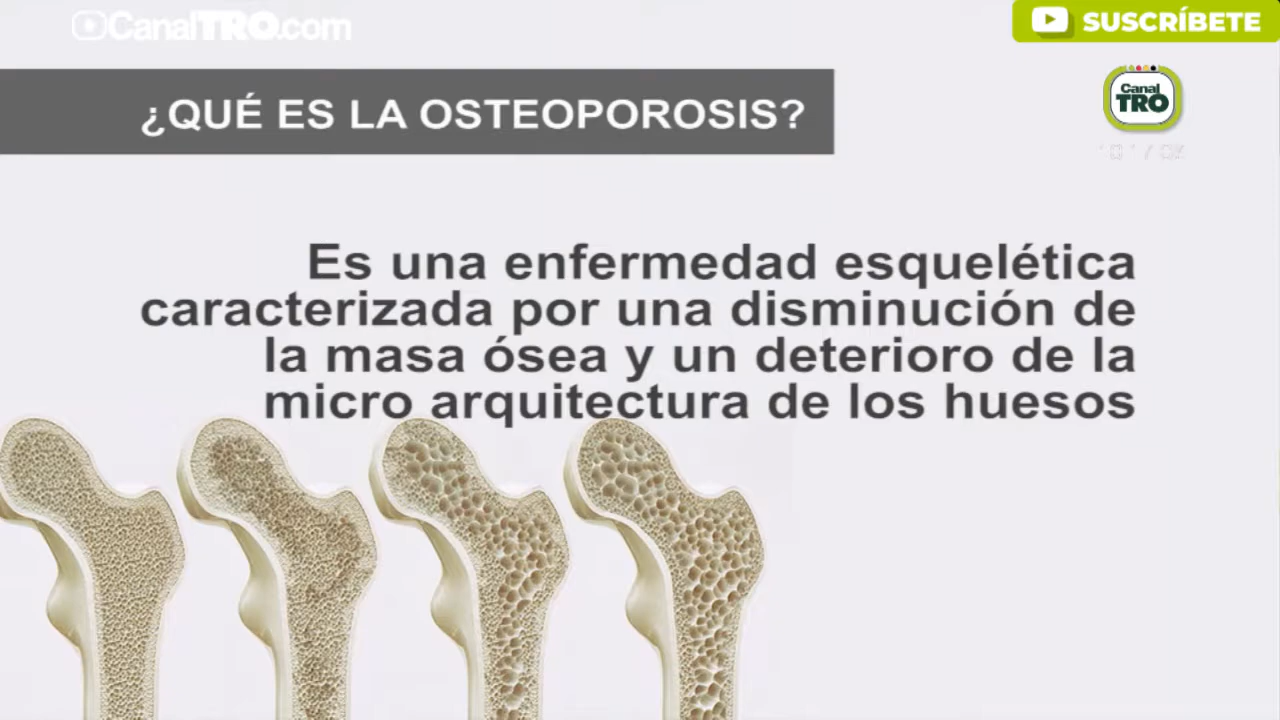 CanalTRO.com
SUSCRÍBETE
¿QUÉ ES LA OSTEOPOROSIS?
Canal
TRO
Es una enfermedad esquelética
caracterizada por una disminución de
la masa ósea y un deterioro de la
micro arquitectura de los huesos